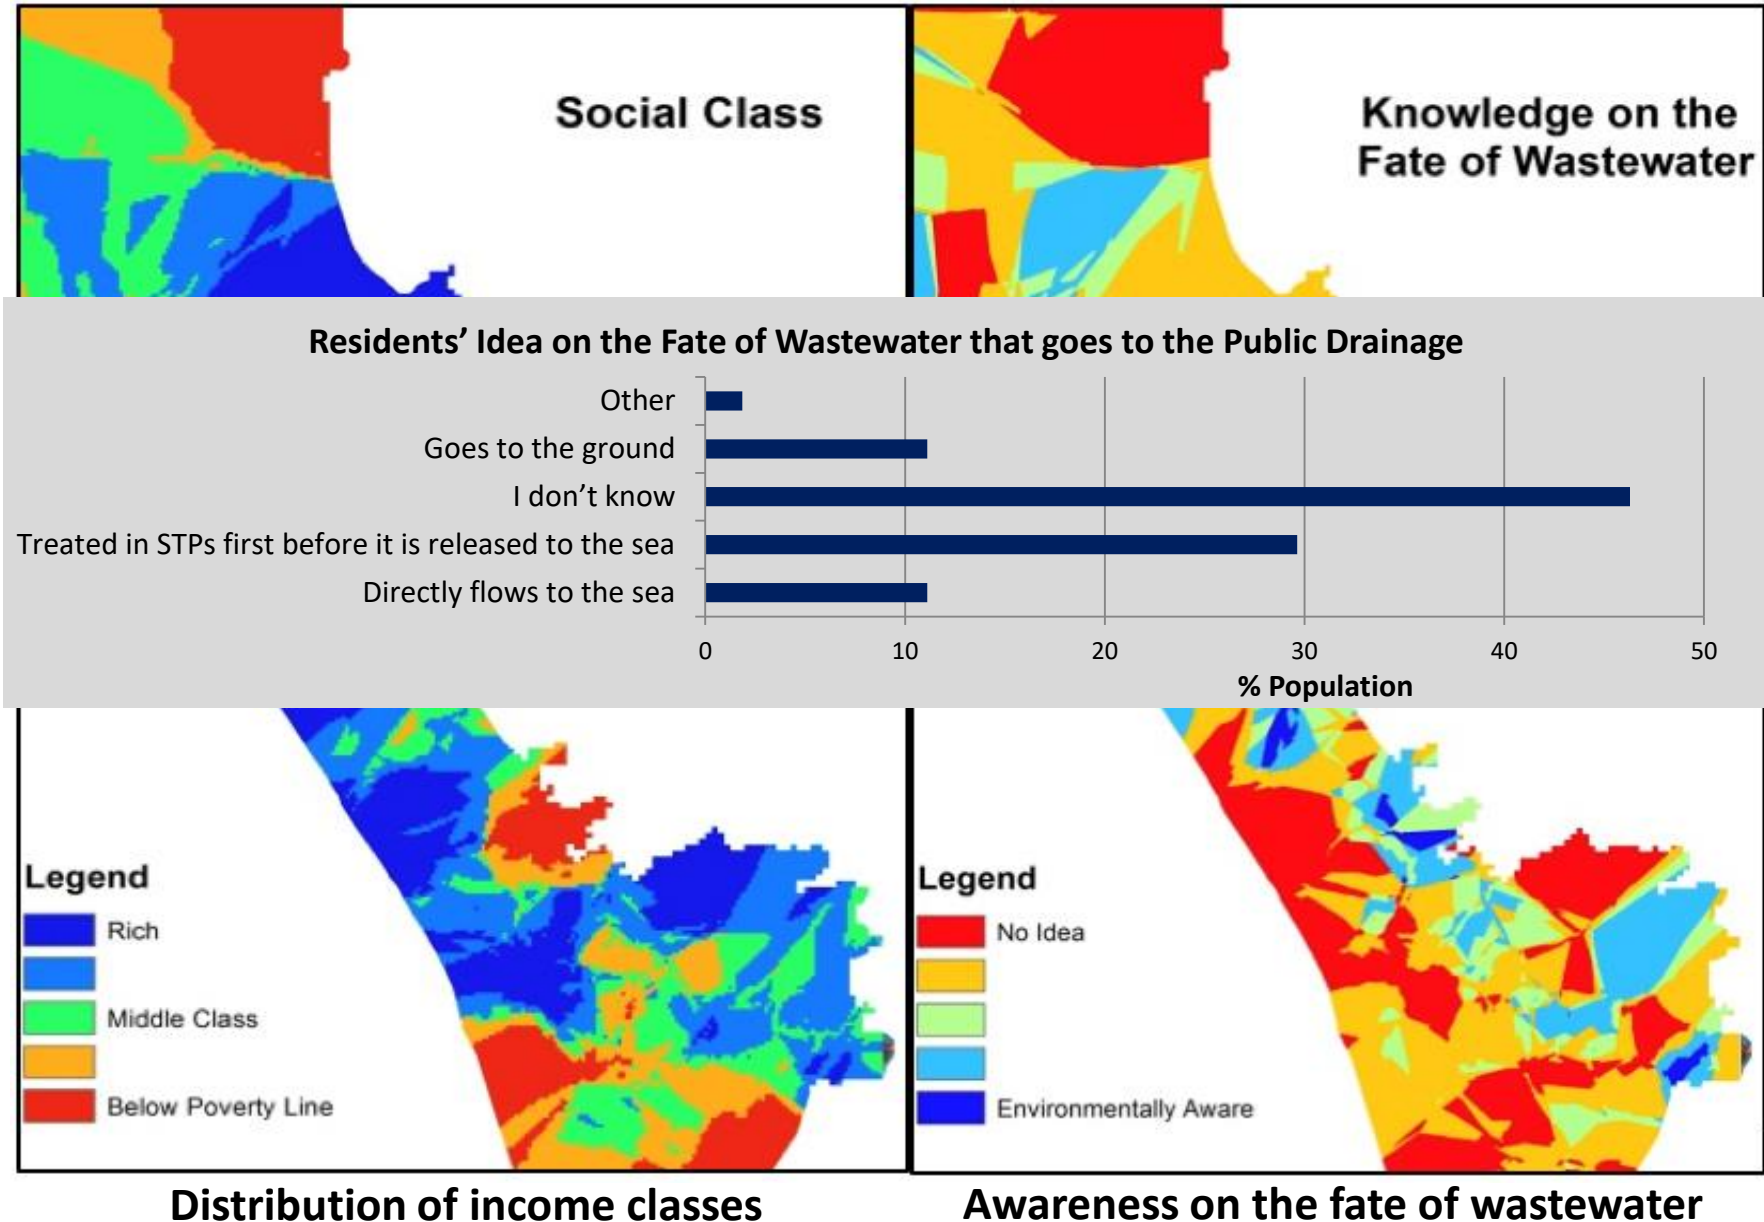 Social Class
Knowledge on the
Fate of Wastewater
Residents’ Idea on the Fate of Wastewater that goes to the Public Drainage
Other
Goes to the ground
I don’t know
Treated in STPs first before it is released to the sea
Directly flows to the sea
0 10 20 30 40 50
% Population
Legend
Rich
Middle Class
Below Poverty Line
Legend
No Idea
Environmentally Aware
Distribution of income classes
Awareness on the fate of wastewater